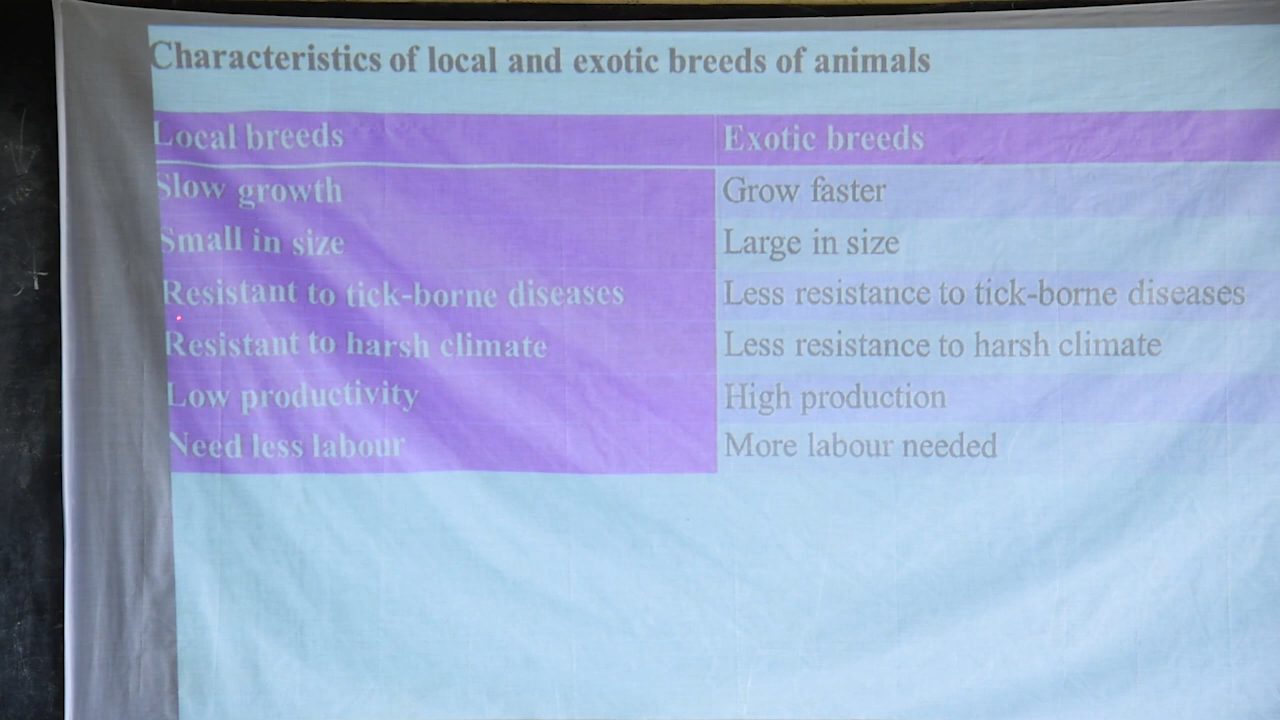 Characteristics of local and exotic breeds of animals
Local breeds Exotic breeds
Slow growth Grow faster
Small in size Large in size
Resistant to tick-borne diseases Less resistance to tick-borne diseases
Resistant to harsh climate Less resistance to harsh climate
Low productivity High production
Need less labour More labour needed